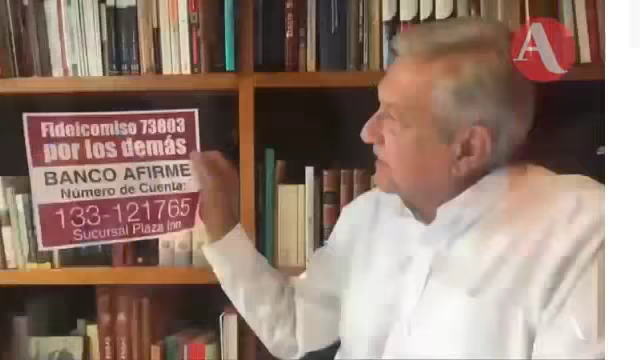 Fideicomiso 73803
por los demás
BANCO AFIRME
Número de Cuenta:
133-121765
Sucursal Plaza Inn
A